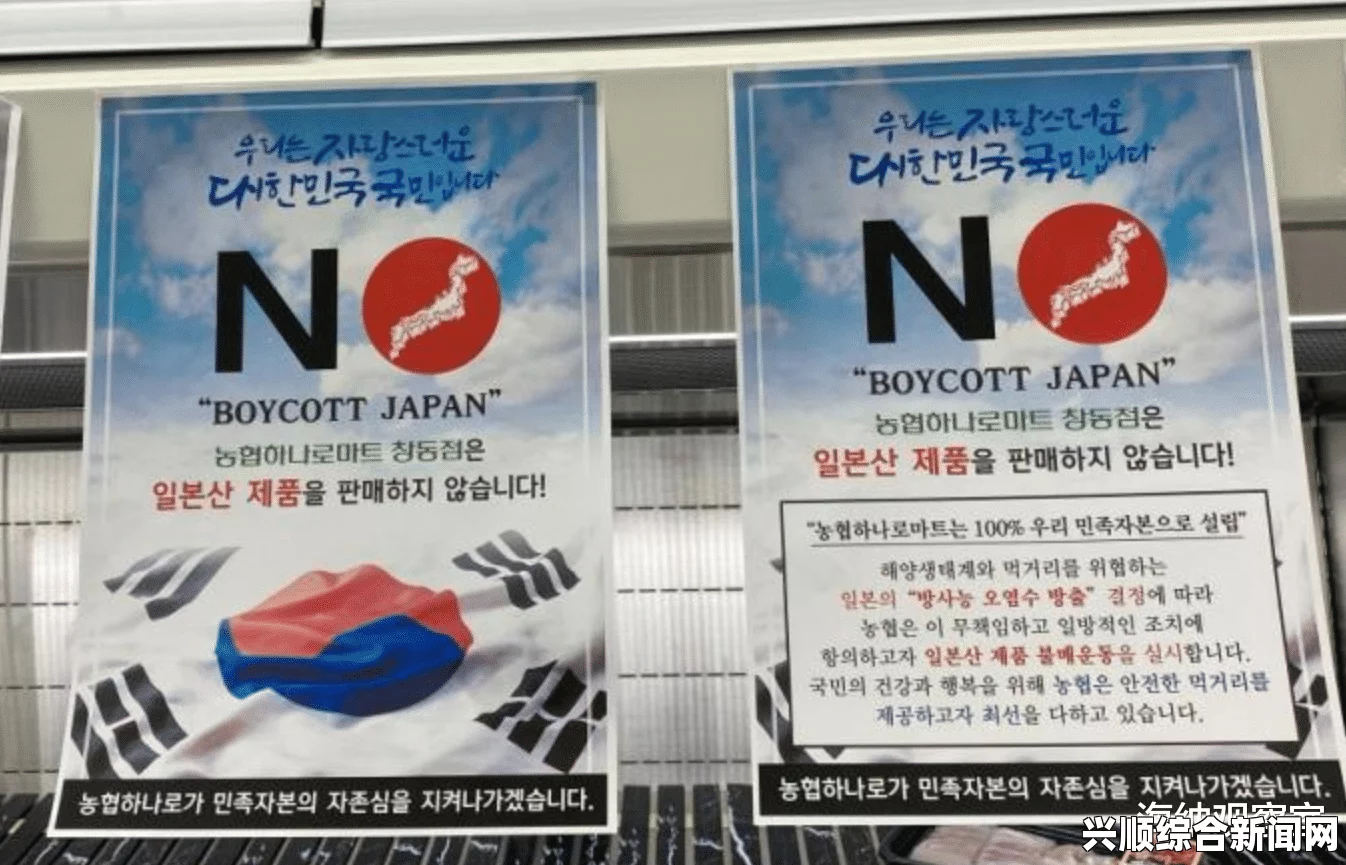 우리는 자랑스러운
대한민국 국민입니다
NO
“BOYCOTT JAPAN”
농협하나로마트 창동점은
일본산 제품을 판매하지 않습니다!
농협하나로가 민족자본의 자존심을 지켜나가겠습니다.
우리는 자랑스러운
대한민국 국민입니다
NO
“BOYCOTT JAPAN”
농협하나로마트 창동점은
일본산 제품을 판매하지 않습니다!
“농협하나로마트는 100% 우리 민족자본으로 설립”
해양생태계와 먹거리를 위협하는
일본의 “방사능 오염수 방출” 결정에 따라
농협은 이 무책임하고 일방적인 조치에
항의하고자 일본산 제품 불매운동을 실시합니다.
국민의 건강과 행복을 위해 농협은 안전한 먹거리를
제공하고자 최선을 다하고 있습니다.
농협하나로가 민족자본의 자존심을 지켜나가겠습니다.
海纳观察室
兴顺综合新闻网